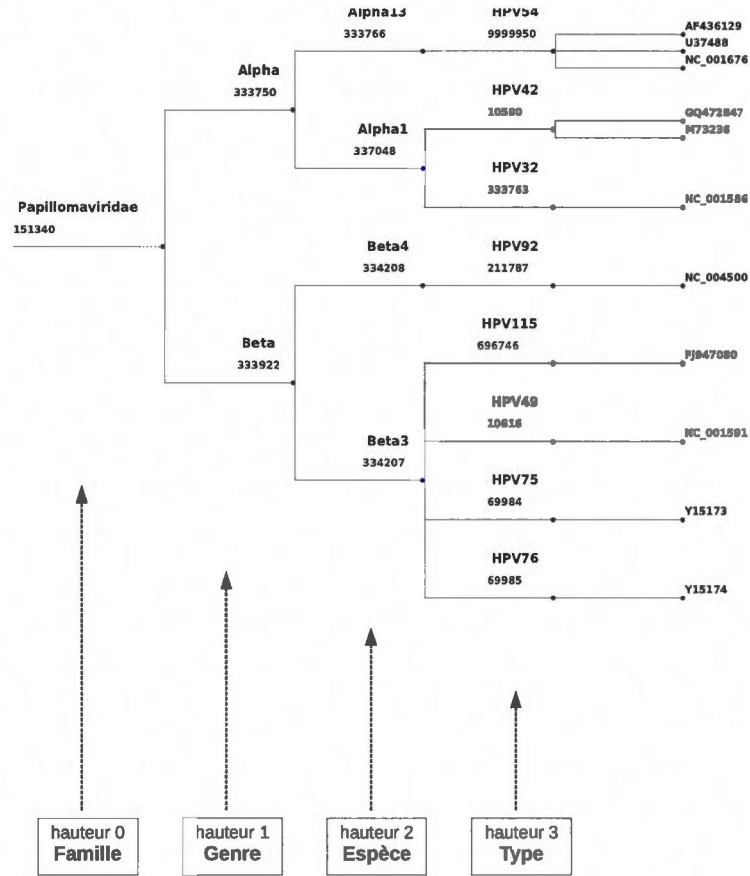 Alpha13
333766
HPV54
9999950
AF436129
U37488
NC_001676
Alpha
333750
HPV42
10590
GQ472847
M73236
Alpha1
337048
HPV32
333763
NC_001586
Papillomaviridae
151340
Beta4
334208
HPV92
211787
NC_004500
Beta
333922
HPV115
696746
FJ947080
HPV49
10616
NC_001591
Beta3
334207
HPV75
69984
Y15173
HPV76
69985
Y15174
hauteur 0
Famille
hauteur 1
Genre
hauteur 2
Espèce
hauteur 3
Type